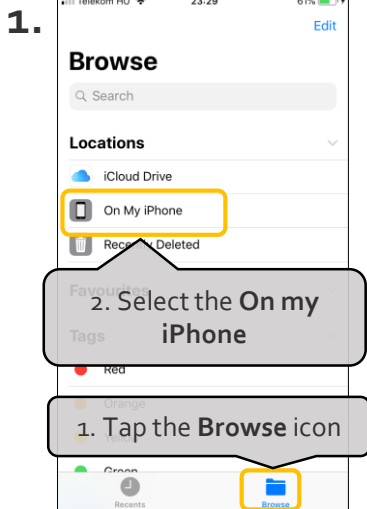 Telekom HU 23:29 61%
1.
Edit
Browse
Search
Locations
iCloud Drive
On My iPhone
Recently Deleted
Favourites
2. Select the On my
iPhone
Tags
Red
Orange
1. Tap the Browse icon
Green
Recents
Browse